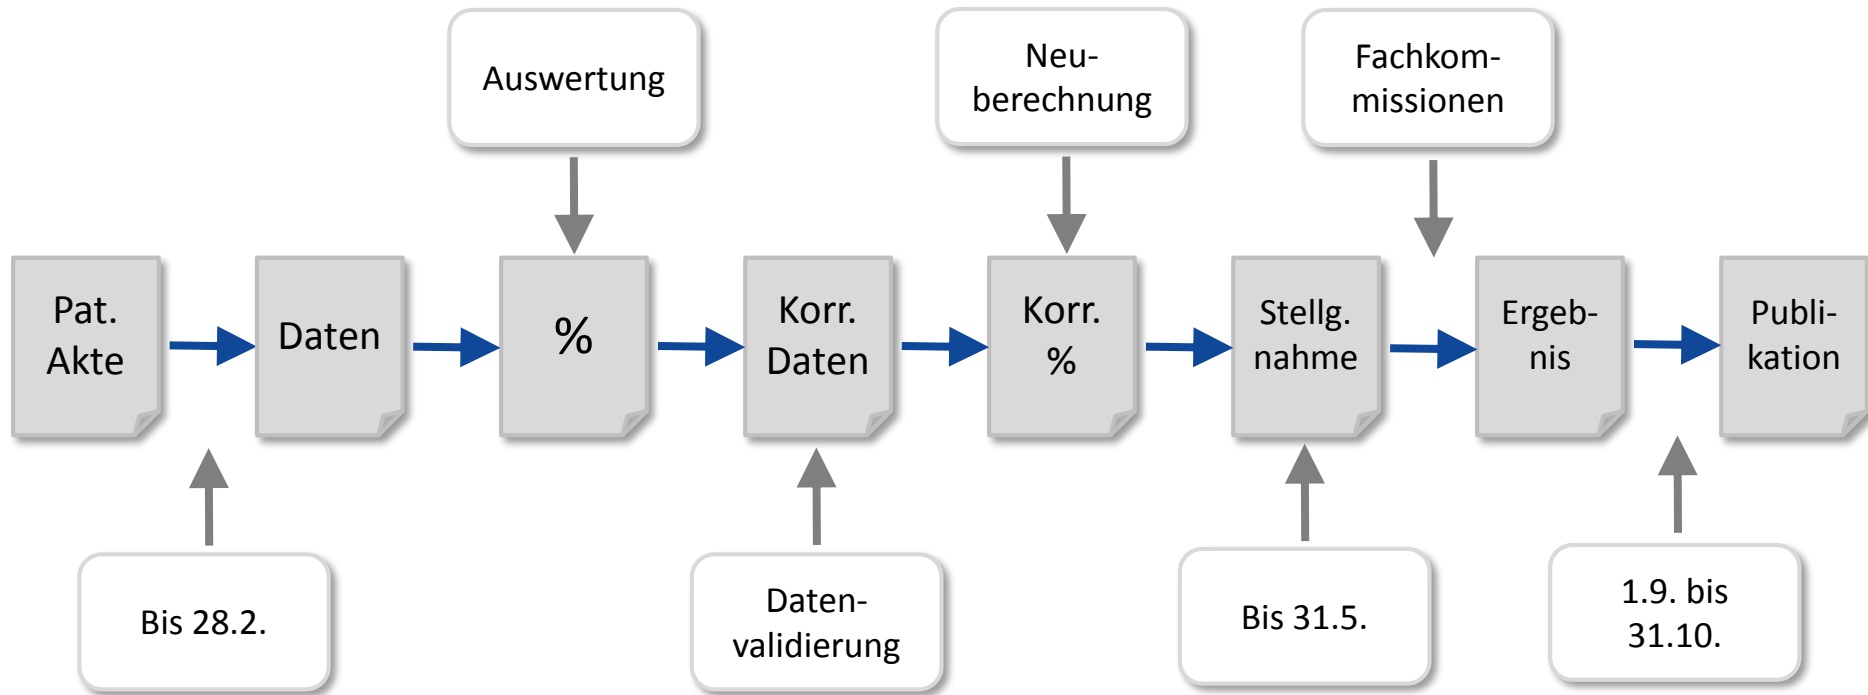 Auswertung
Neu-
berechnung
Fachkom-
missionen
Pat.
Akte
Daten
%
Korr.
Daten
Korr.
%
Stellg.
nahme
Ergeb-
nis
Publi-
kation
Bis 28.2.
Daten-
validierung
Bis 31.5.
1.9. bis
31.10.